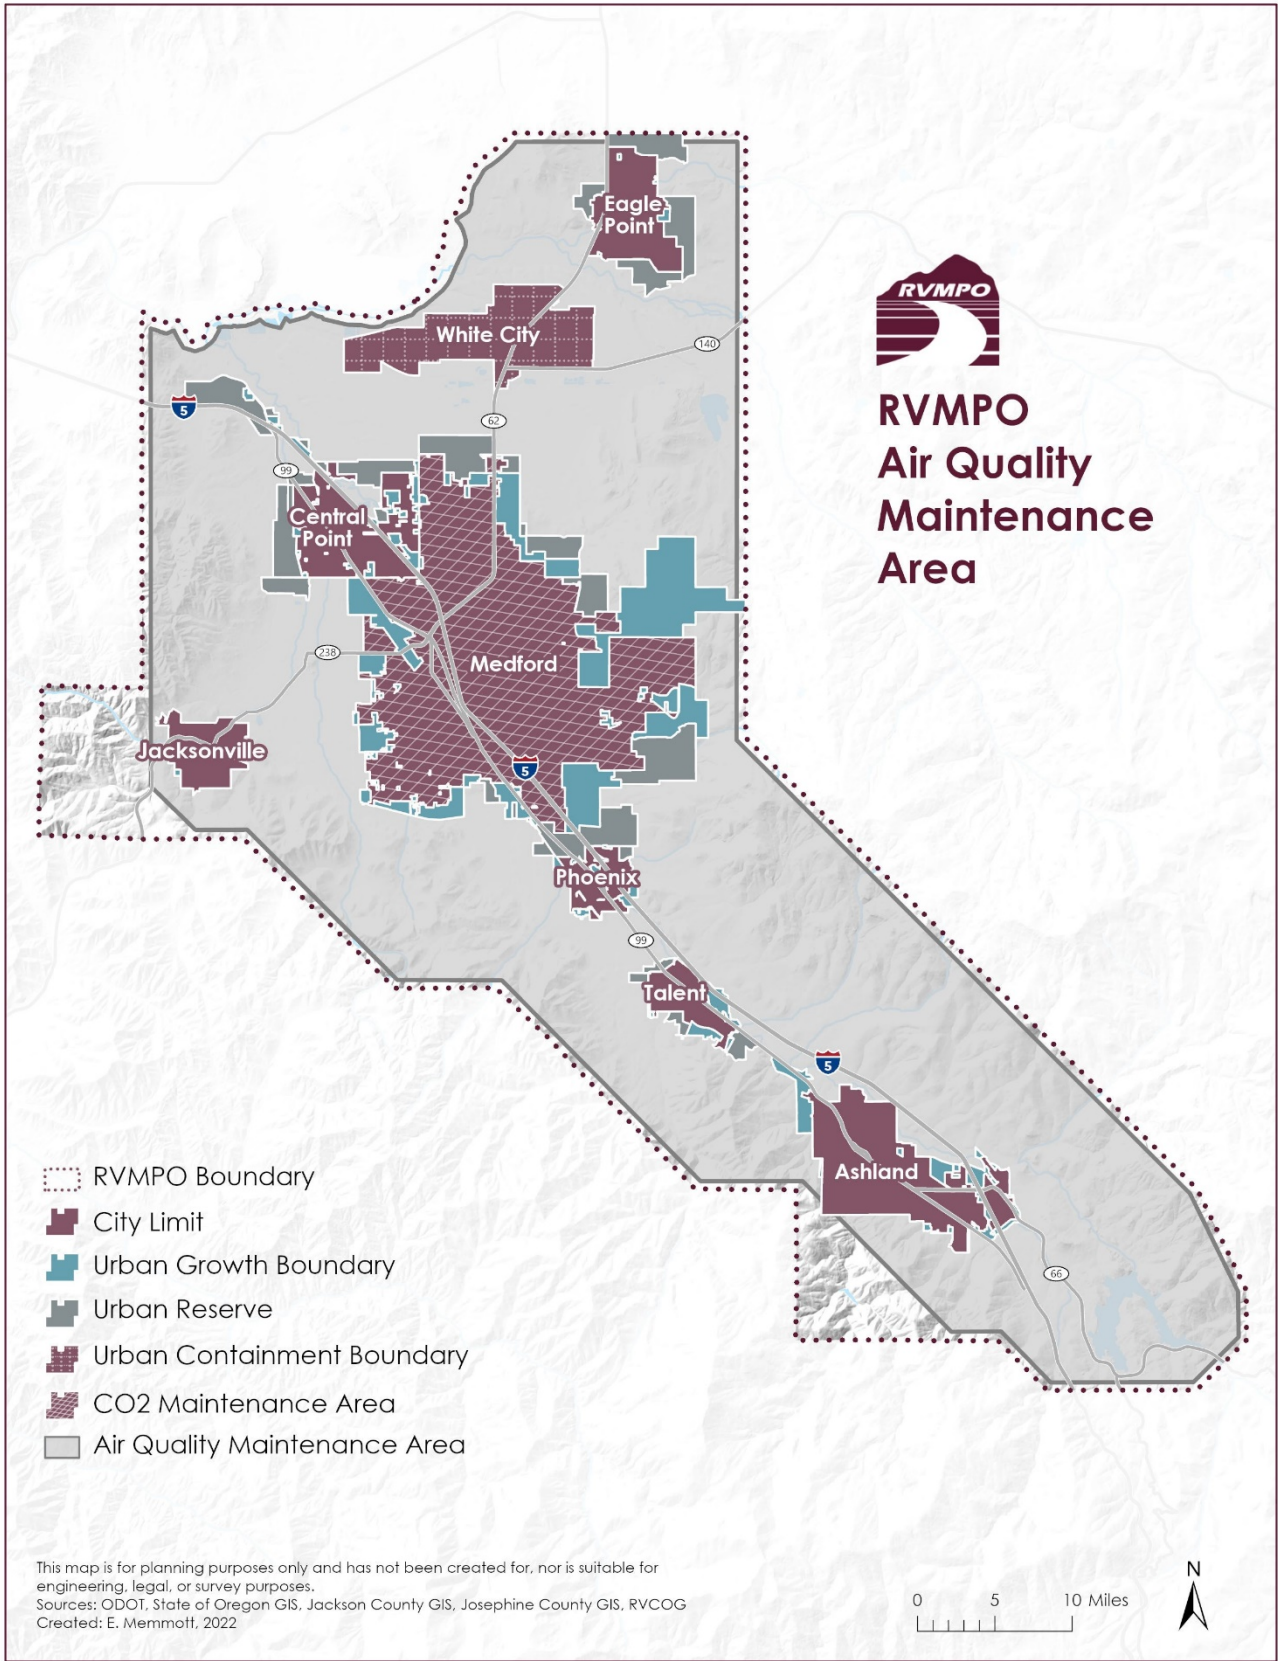 Eagle
Point
White City
140
RVMPO
RVMPO
Air Quality
Maintenance
Area
5
62
99
Central
Point
238
Medford
Jacksonville
5
Phoenix
99
Talent
5
Ashland
66
RVMPO Boundary
City Limit
Urban Growth Boundary
Urban Reserve
Urban Containment Boundary
CO2 Maintenance Area
Air Quality Maintenance Area
This map is for planning purposes only and has not been created for, nor is suitable for
engineering, legal, or survey purposes.
Sources: ODOT, State of Oregon GIS, Jackson County GIS, Josephine County GIS, RVCOG
Created: E. Memmott, 2022
0 5 10 Miles
N